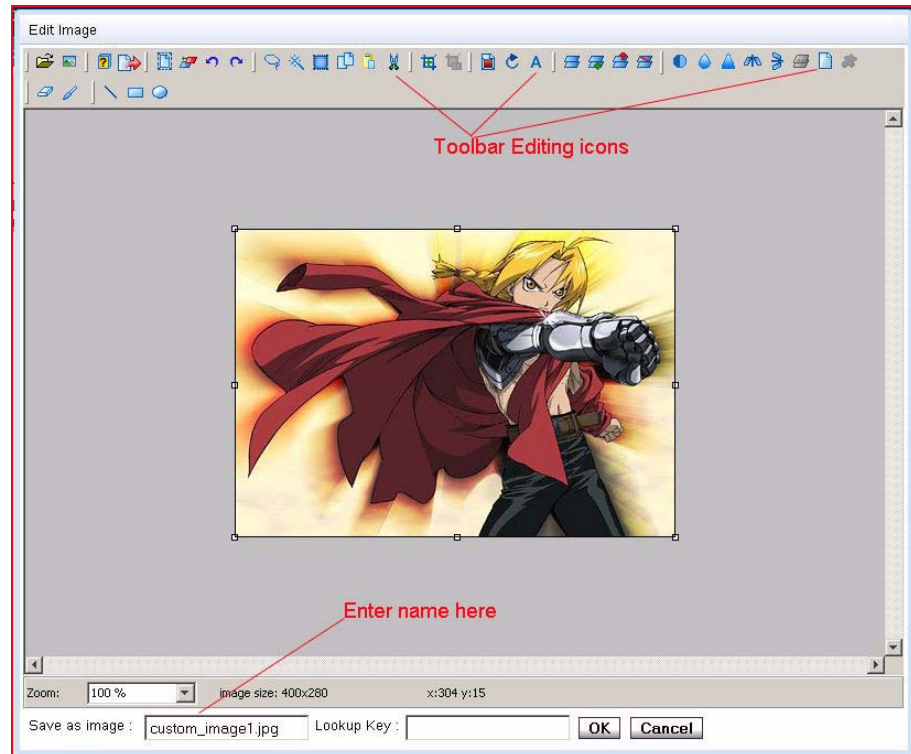 Edit Image
Toolbar Editing icons
Enter name here
Zoom: 100 % image size: 400x280 x:304 y:15
Save as image : custom_image1.jpg Lookup Key : OK Cancel